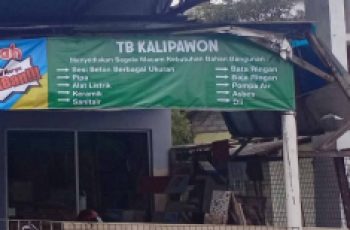 TB KALIPAWON
Menyediakan Segala Macam Kebutuhan Bahan Bangunan
Besi Beton Berbagai Ukuran
Pipa
Alat Listrik
Keramik
Sanitair
Bata Ringan
Baja Ringan
Pompa Air
Asbes
Dll